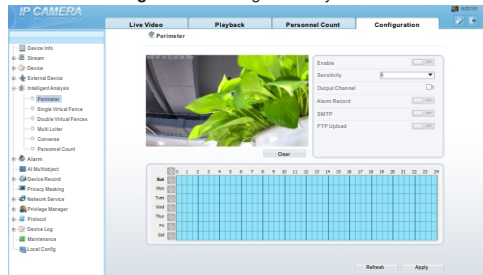 IP CAMERA
admin
Live Video Playback Personnel Count Configuration
Perimeter
Device Info
Stream
Device
External Device
Intelligent Analysis
Perimeter
Single Virtual Fence
Double Virtual Fences
Multi Loiter
Converse
Personnel Count
Alarm
AI Multiobject
Device Record
Privacy Masking
Network Service
Privilege Manager
Protocol
Device Log
Maintenance
Local Config
Enable
Sensitivity 5
Output Channel
Alarm Record
SMTP
FTP Upload
Clear
0 1 2 3 4 5 6 7 8 9 10 11 12 13 14 15 16 17 18 19 20 21 22 23 24
Sun
Mon
Tues
Wed
Thur
Fri
Sat
Refresh Apply